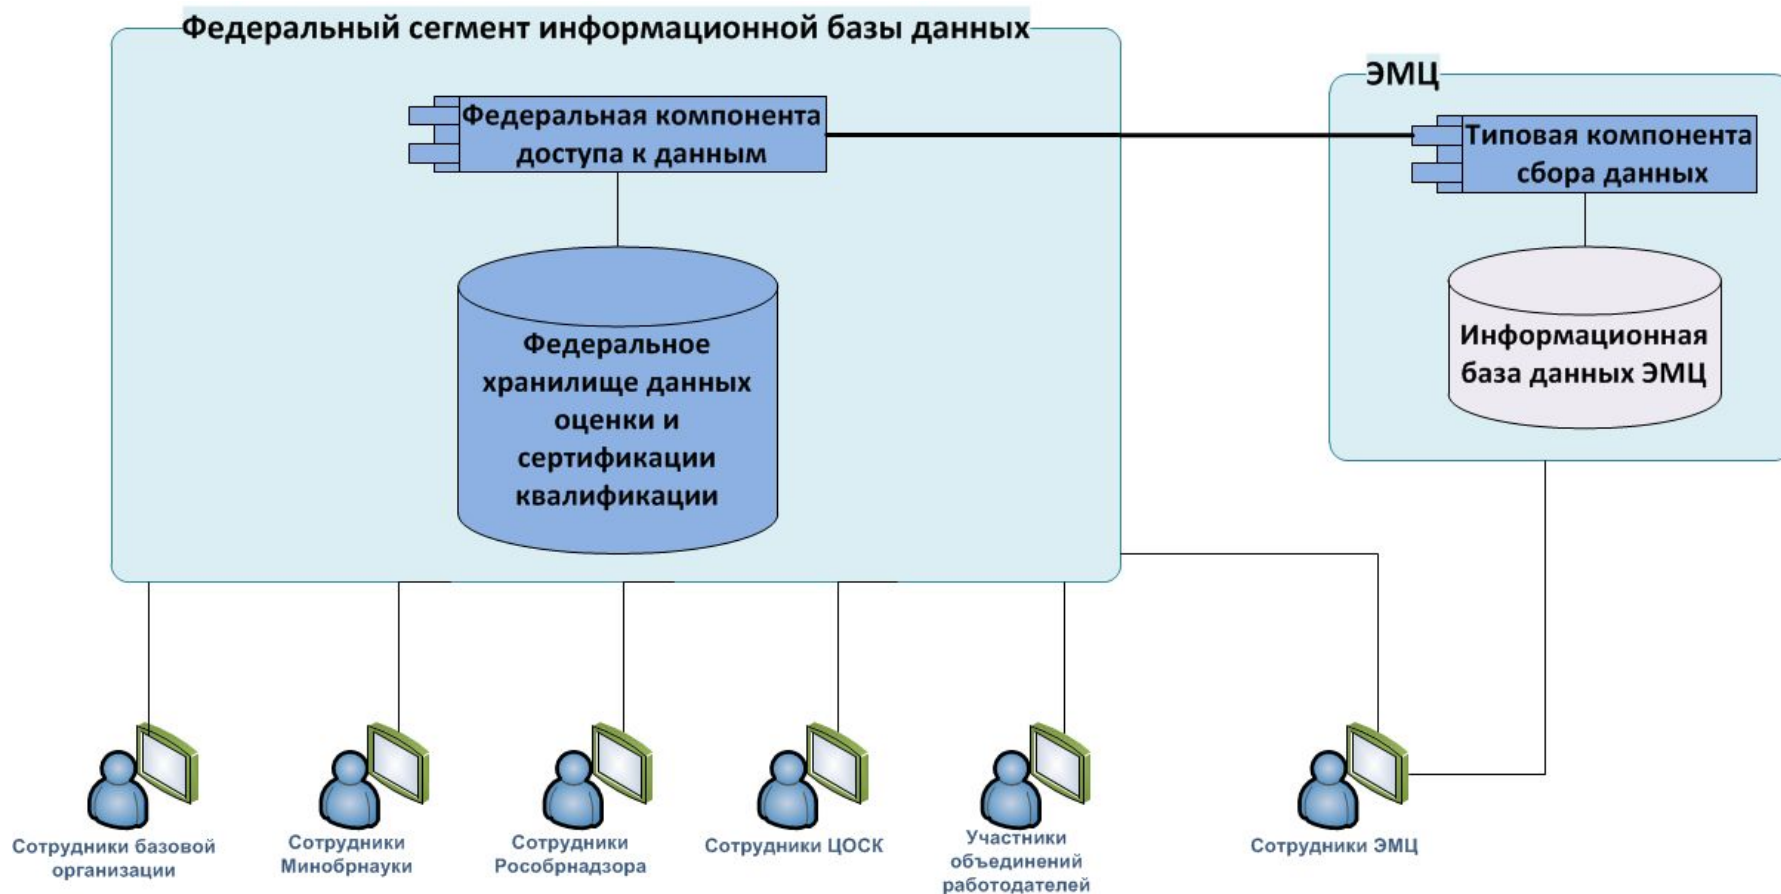 Федеральный сегмент информационной базы данных
ЭМЦ
Федеральная компонента
доступа к данным
Типовая компонента
сбора данных
Федеральное
хранилище данных
оценки и
сертификации
квалификации
Информационная
база данных ЭМЦ
Сотрудники базовой
организации
Сотрудники
Минобрнауки
Сотрудники
Рособрнадзора
Сотрудники ЦОСК
Участники
объединений
работодателей
Сотрудники ЭМЦ